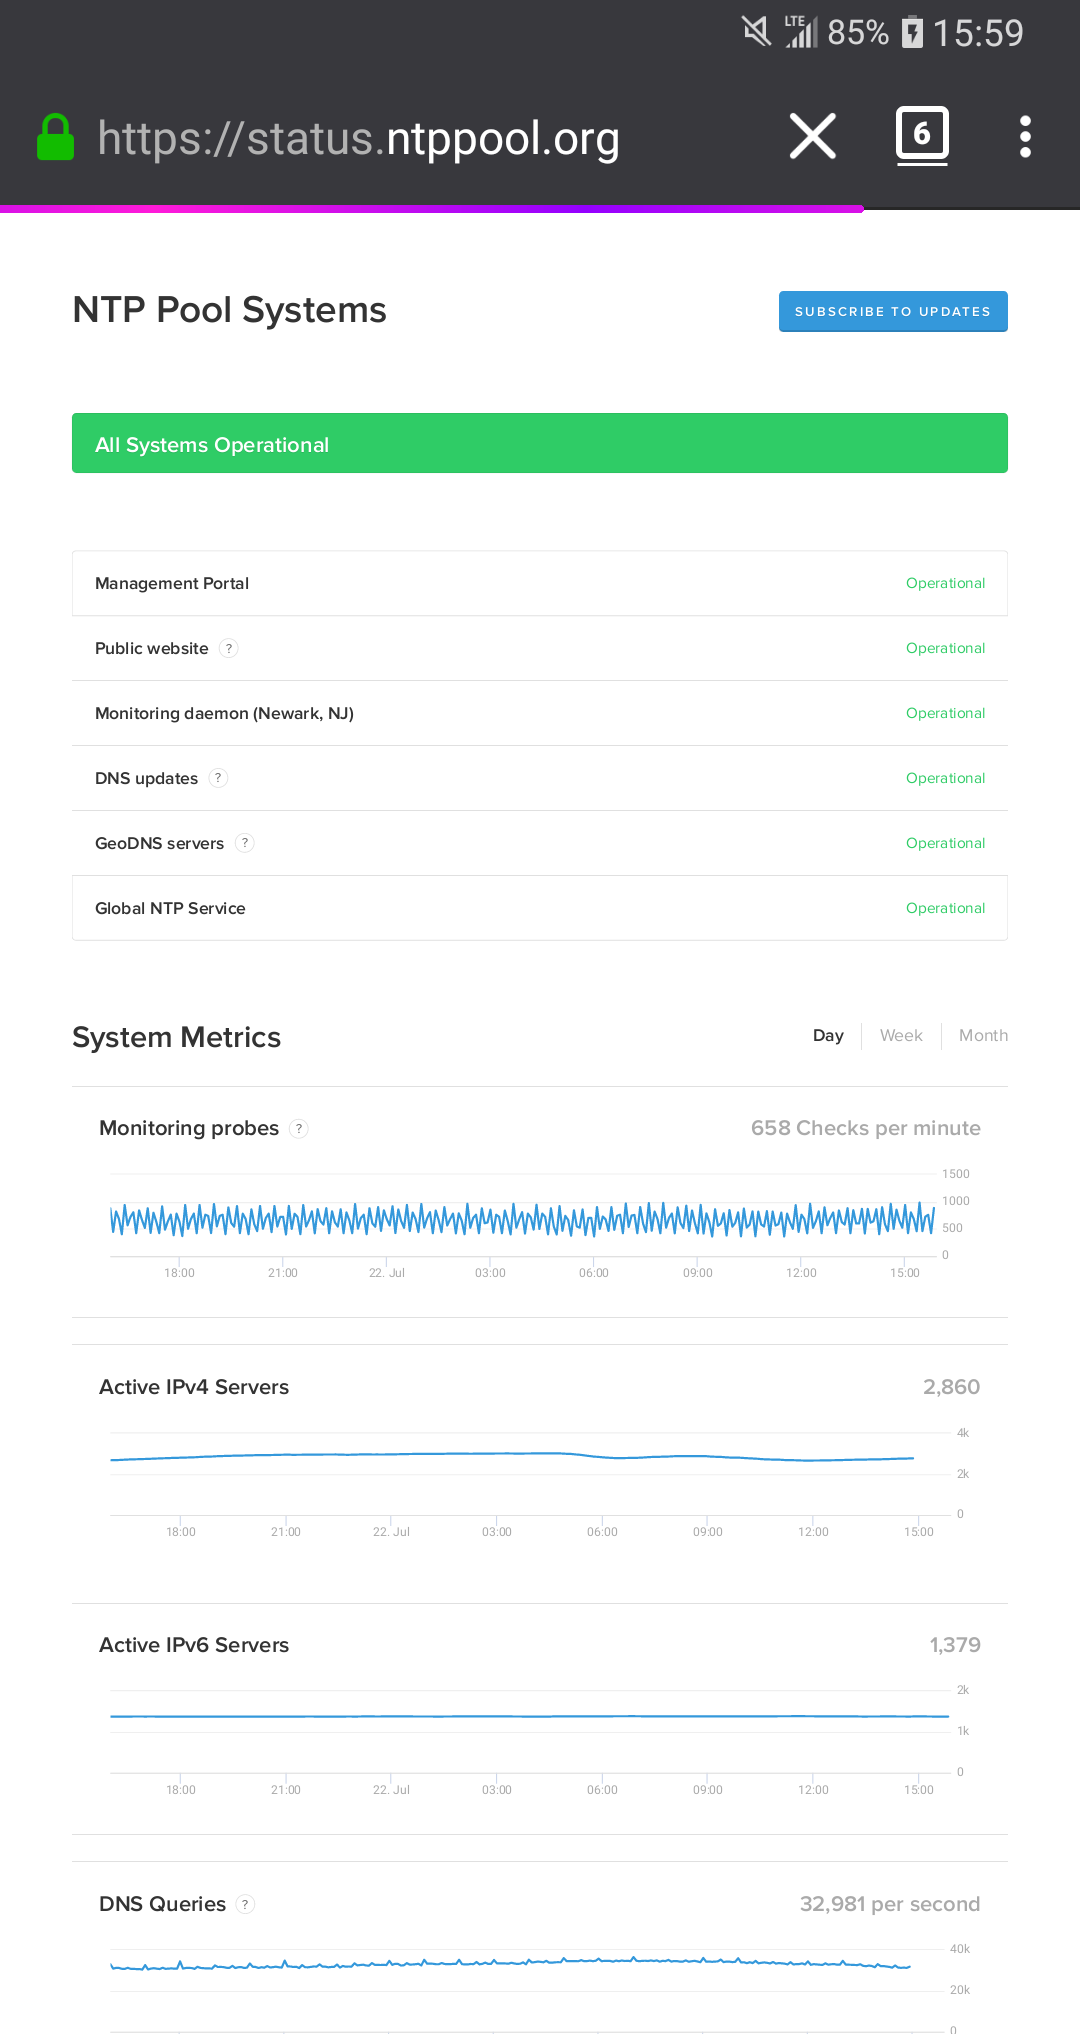 LTE 85% 15:59
https://status.ntppool.org 6
NTP Pool Systems
SUBSCRIBE TO UPDATES
All Systems Operational
Management Portal Operational
Public website ? Operational
Monitoring daemon (Newark, NJ) Operational
DNS updates ? Operational
GeoDNS servers ? Operational
Global NTP Service Operational
System Metrics Day Week Month
Monitoring probes ? 658 Checks per minute
1500
1000
500
0
18:00 21:00 22. Jul 03:00 06:00 09:00 12:00 15:00
Active IPv4 Servers 2,860
4k
2k
0
18:00 21:00 22. Jul 03:00 06:00 09:00 12:00 15:00
Active IPv6 Servers 1,379
2k
1k
0
18:00 21:00 22. Jul 03:00 06:00 09:00 12:00 15:00
DNS Queries ? 32,981 per second
40k
20k
0